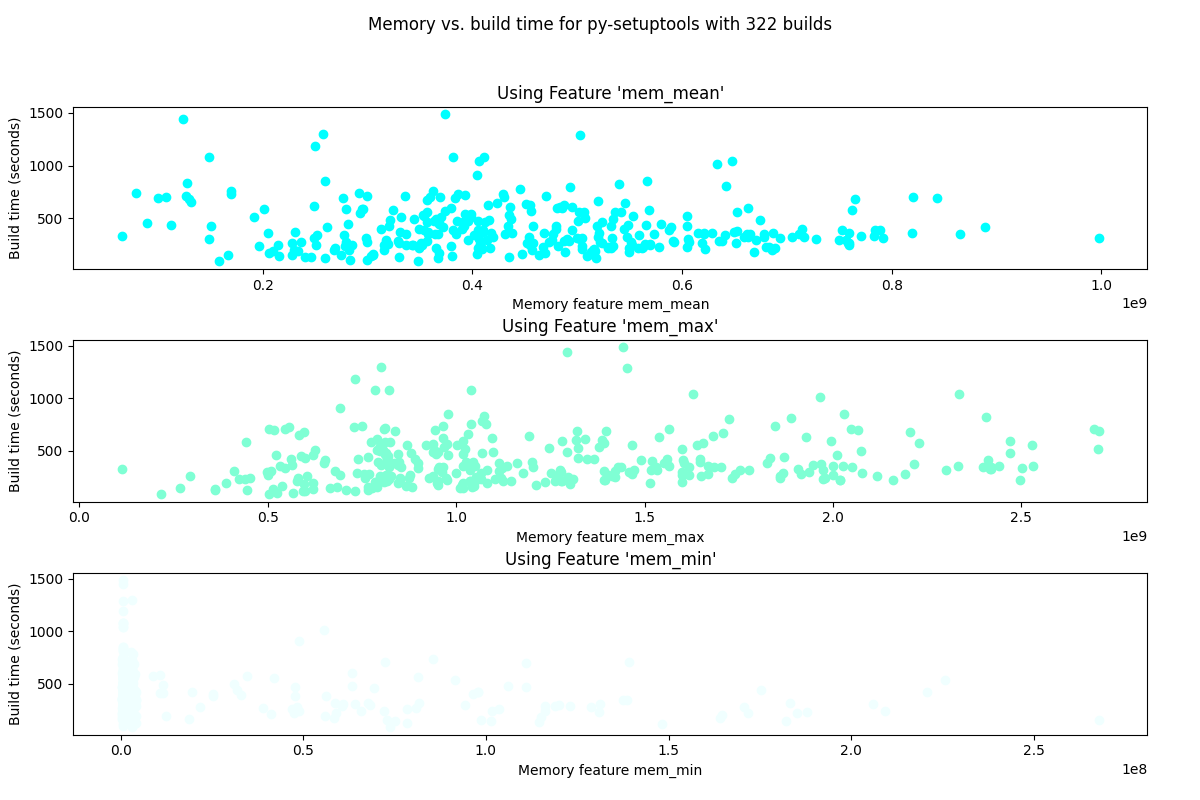 Memory vs. build time for py-setuptools with 322 builds
Using Feature 'mem_mean'
Build time (seconds)
1500
1000
500
0.2 0.4 0.6 0.8 1.0
1e9
Memory feature mem_mean
Using Feature 'mem_max'
Build time (seconds)
1500
1000
500
0.0 0.5 1.0 1.5 2.0 2.5
1e9
Memory feature mem_max
Using Feature 'mem_min'
Build time (seconds)
1500
1000
500
0.0 0.5 1.0 1.5 2.0 2.5
1e8
Memory feature mem_min